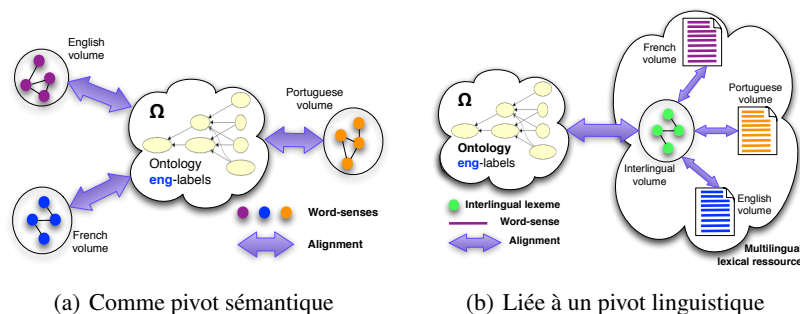 English
volume
Ω
Ontology
eng-labels
Portuguese
volume
French
volume
Word-senses
Alignment
(a) Comme pivot sémantique
French
volume
Ω
Ontology
eng-labels
Portuguese
volume
Interlingual
volume
English
volume
Interlingual lexeme
Word-sense
Alignment
Multilingual
lexical ressource
(b) Liée à un pivot linguistique